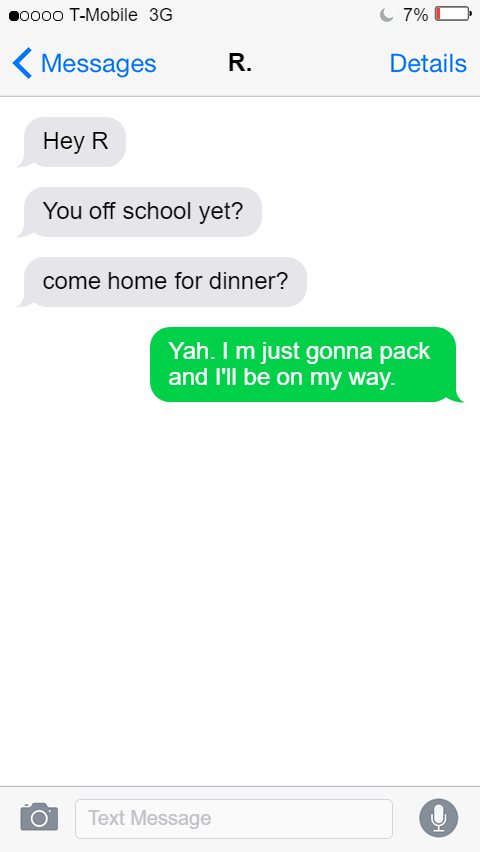 T-Mobile 3G 7%
Messages R. Details
Hey R
You off school yet?
come home for dinner?
Yah. I m just gonna pack
and I'll be on my way.
Text Message